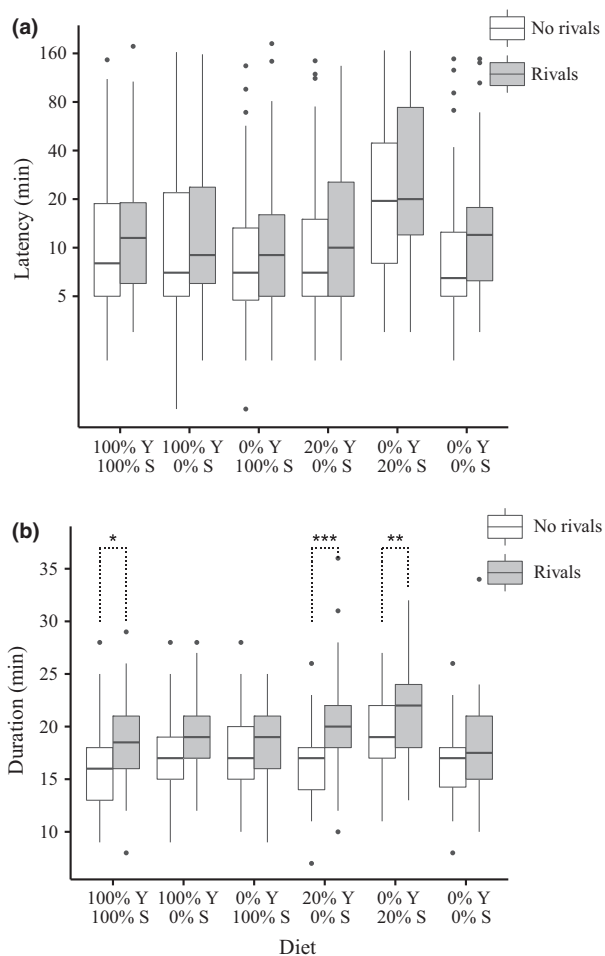 (a)
No rivals
Rivals
Latency (min)
160
80
40
20
10
5
100% Y 100% Y 0% Y 20% Y 0% Y 0% Y
100% S 0% S 100% S 0% S 20% S 0% S
(b)
No rivals
Rivals
* *** **
Duration (min)
35
30
25
20
15
10
100% Y 100% Y 0% Y 20% Y 0% Y 0% Y
100% S 0% S 100% S 0% S 20% S 0% S
Diet